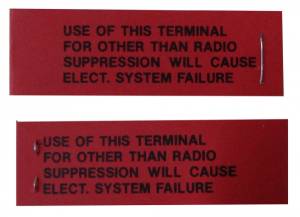 USE OF THIS TERMINAL
FOR OTHER THAN RADIO
SUPPRESSION WILL CAUSE
ELECT. SYSTEM FAILURE
USE OF THIS TERMINAL
FOR OTHER THAN RADIO
SUPPRESSION WILL CAUSE
ELECT. SYSTEM FAILURE